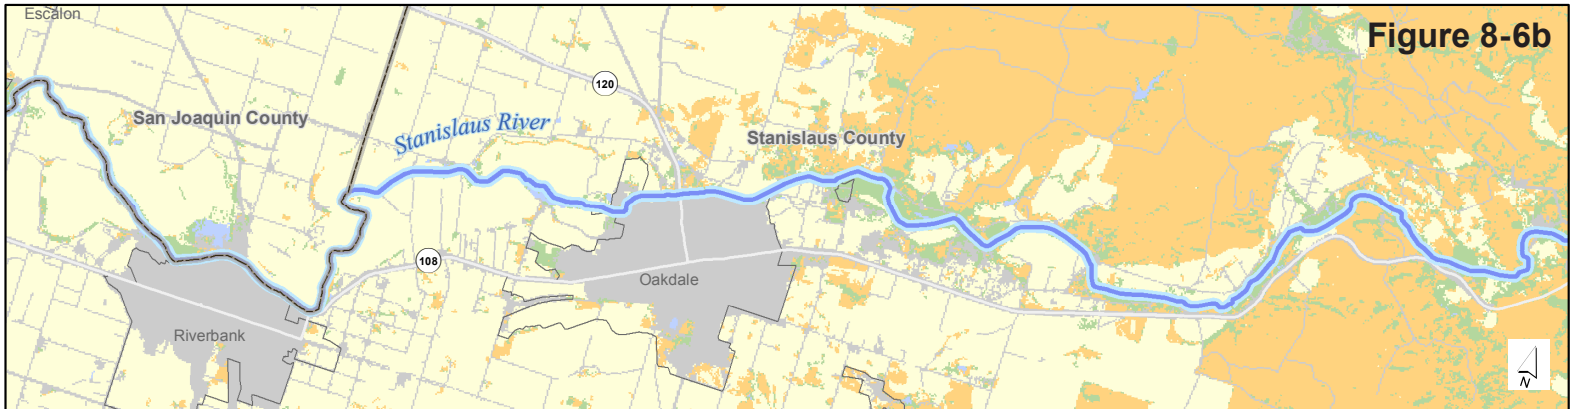 Escalon
Figure 8-6b
120
San Joaquin County
Stanislaus River
Stanislaus County
108
Oakdale
Riverbank
N